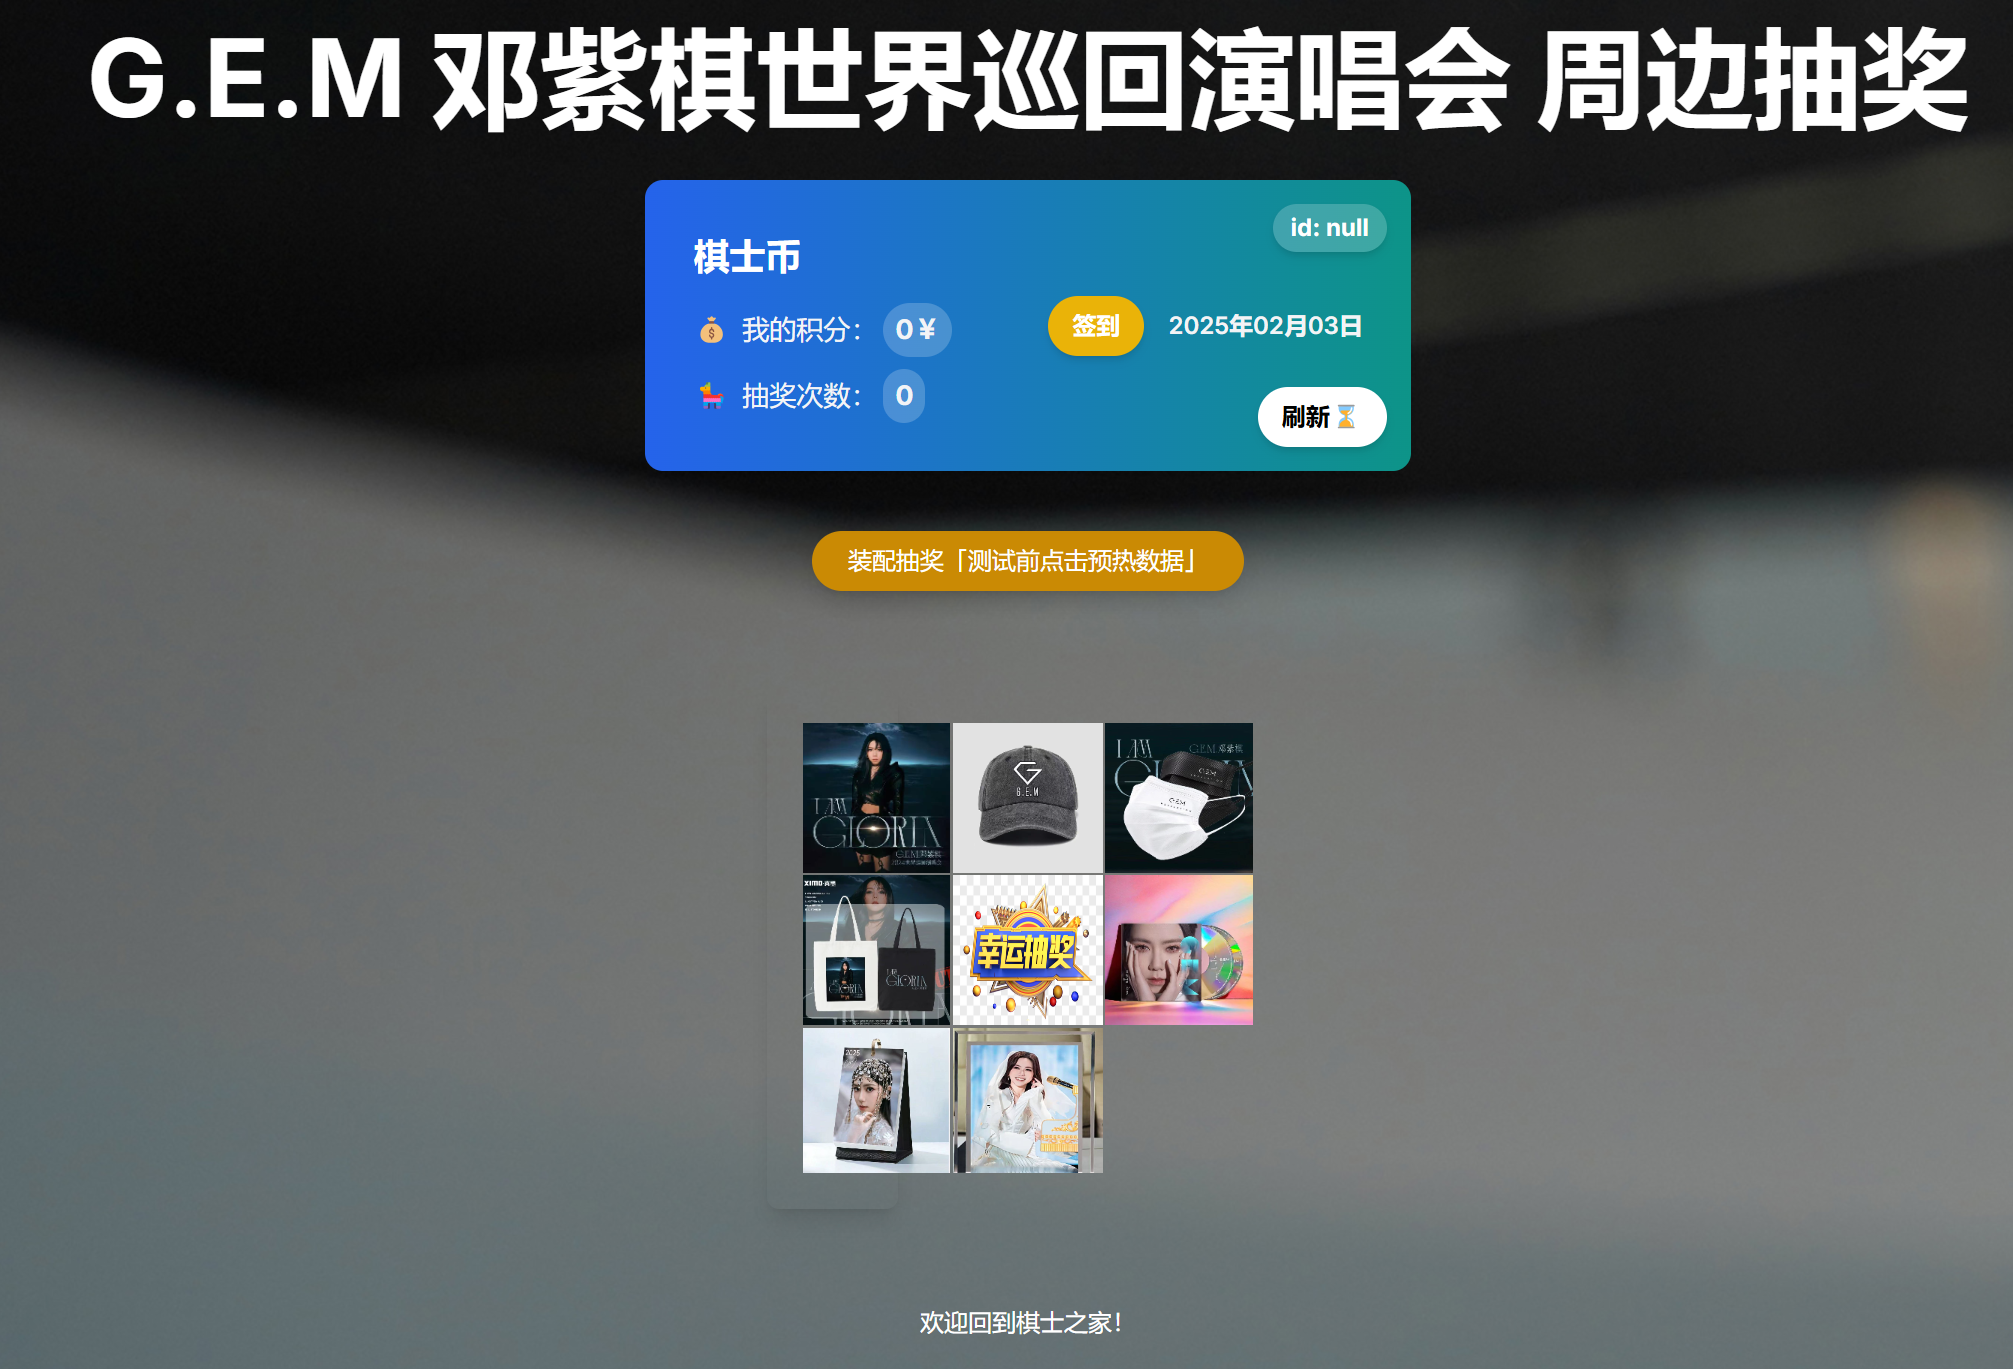 G.E.M 邓紫棋世界巡回演唱会 周边抽奖
id: null
棋士币
💰 我的积分： 0 ¥
签到 2025年02月03日
🪅 抽奖次数： 0
刷新⏳
装配抽奖「测试前点击预热数据」
I AM
GLORIA
G.E.M.邓紫棋
G.E.M
I AM
G.E.M.邓紫棋
G.E.M
G.E.M
XIMO
GLORIA
GLORIA
幸运抽奖
2025
欢迎回到棋士之家！